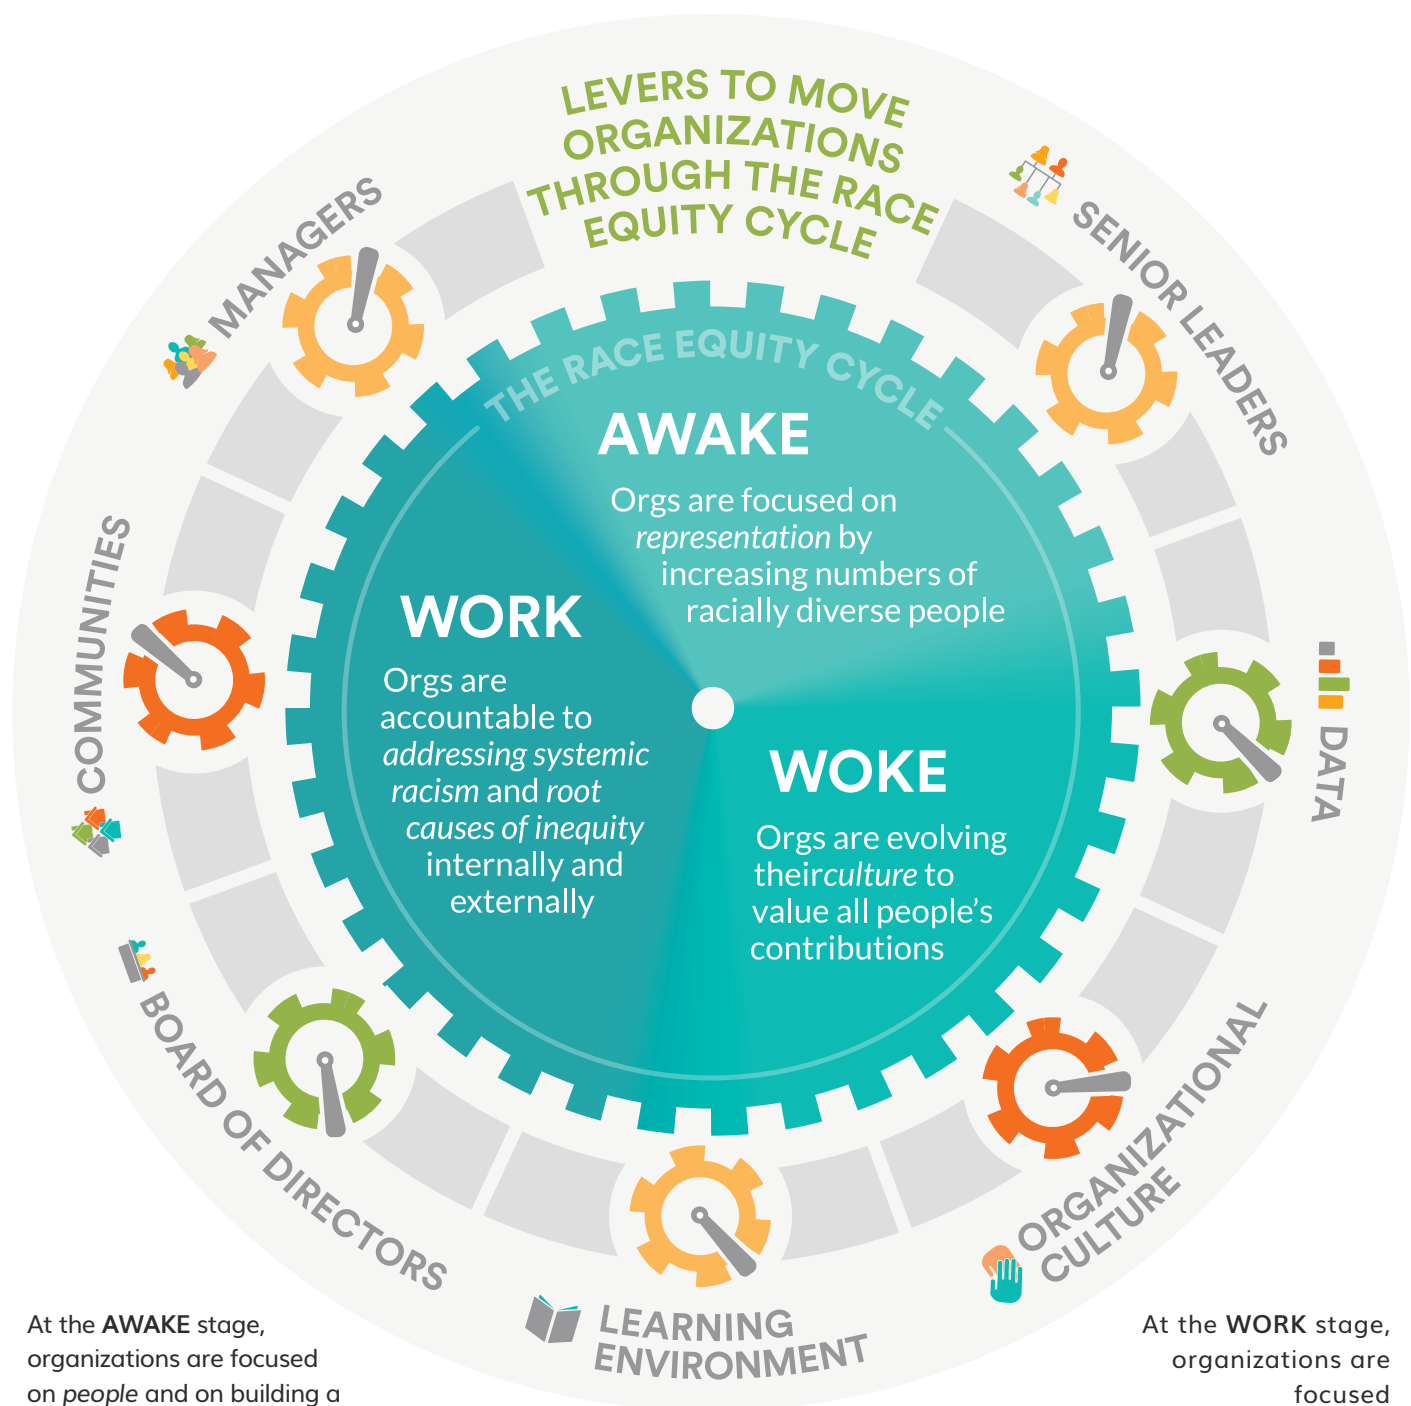 LEVERS TO MOVE
ORGANIZATIONS
THROUGH THE RACE
EQUITY CYCLE
MANAGERS
SENIOR LEADERS
THE RACE EQUITY CYCLE
AWAKE
Orgs are focused on
representation by
increasing numbers of
racially diverse people
COMMUNITIES
WORK
Orgs are
accountable to
addressing systemic
racism and root
causes of inequity
internally and
externally
DATA
WOKE
Orgs are evolving
theirculture to
value all people’s
contributions
BOARD OF DIRECTORS
ORGANIZATIONAL
CULTURE
LEARNING
ENVIRONMENT
At the AWAKE stage,
organizations are focused
on people and on building a
At the WORK stage,
organizations are
focused